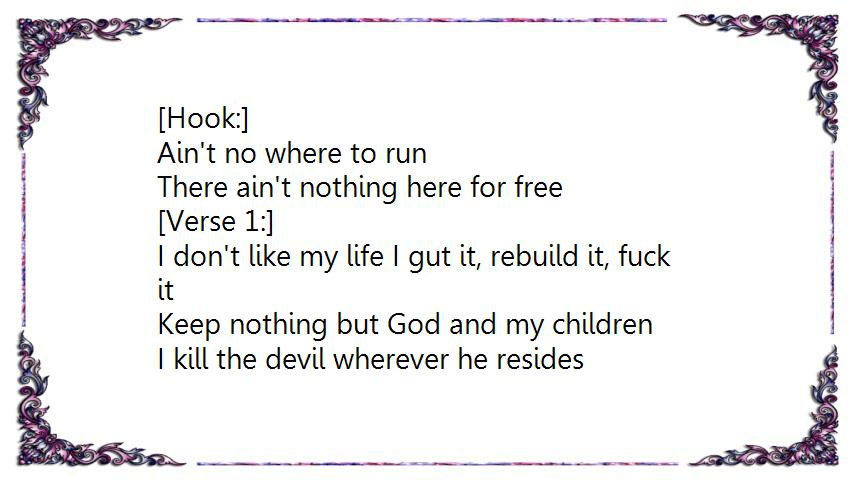 [Hook:]
Ain't no where to run
There ain't nothing here for free
[Verse 1:]
I don't like my life I gut it, rebuild it, fuck
it
Keep nothing but God and my children
I kill the devil wherever he resides